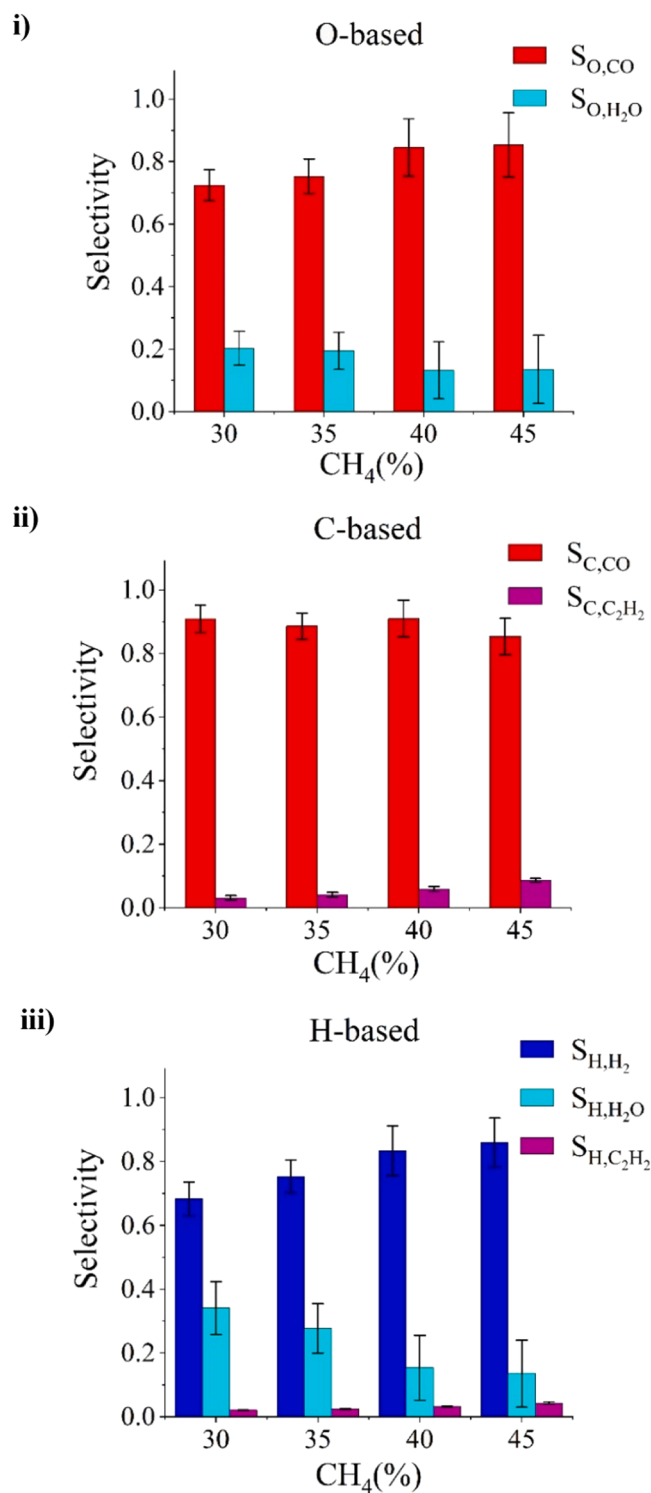 i)
O-based
S_O,CO
S_O,H₂O
1.0
0.8
0.6
0.4
0.2
0.0
Selectivity
30 35 40 45
CH₄(%)
ii)
C-based
S_C,CO
S_C,C₂H₂
1.0
0.8
0.6
0.4
0.2
0.0
Selectivity
30 35 40 45
CH₄(%)
iii)
H-based
S_H,H₂
S_H,H₂O
S_H,C₂H₂
1.0
0.8
0.6
0.4
0.2
0.0
Selectivity
30 35 40 45
CH₄(%)